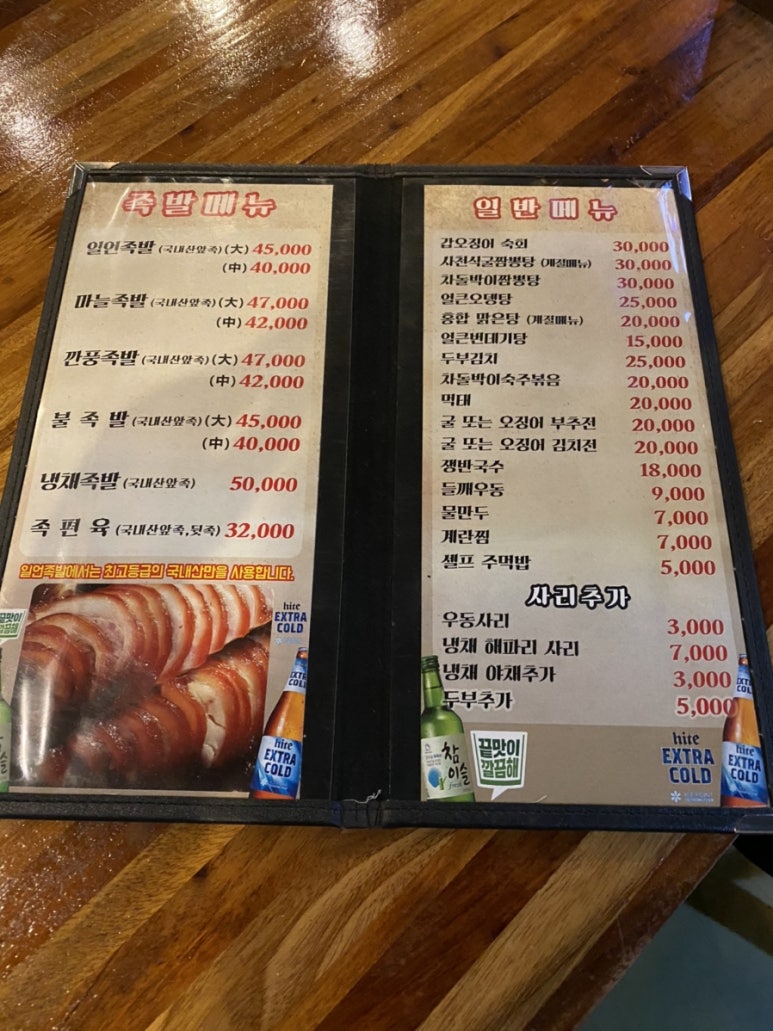 족발메뉴
일언족발 (국내산앞족) (大) 45,000
(中) 40,000
마늘족발 (국내산앞족) (大) 47,000
(中) 42,000
깐풍족발 (국내산앞족) (大) 47,000
(中) 42,000
불 족 발 (국내산앞족) (大) 45,000
(中) 40,000
냉채족발 (국내산앞족) 50,000
족 편 육 (국내산앞족,뒷족) 32,000
일언족발에서는 최고등급의 국내산만을 사용합니다.
끝맛이
깔끔해
hite
EXTRA
COLD
hite
EXTRA
COLD
일반메뉴
갑오징어 숙회 30,000
사천식굴짬뽕탕 (계절메뉴) 30,000
차돌박이짬뽕탕 30,000
얼큰오뎅탕 25,000
홍합 맑은탕 (계절메뉴) 20,000
얼큰번데기탕 15,000
두부김치 25,000
차돌박이숙주볶음 20,000
먹태 20,000
굴 또는 오징어 부추전 20,000
굴 또는 오징어 김치전 20,000
쟁반국수 18,000
들깨우동 9,000
물만두 7,000
계란찜 7,000
셀프 주먹밥 5,000
사리추가
우동사리 3,000
냉채 해파리 사리 7,000
냉채 야채추가 3,000
두부추가 5,000
참
이슬
fresh
끝맛이
깔끔해
hite
EXTRA
COLD
hite
EXTRA
COLD